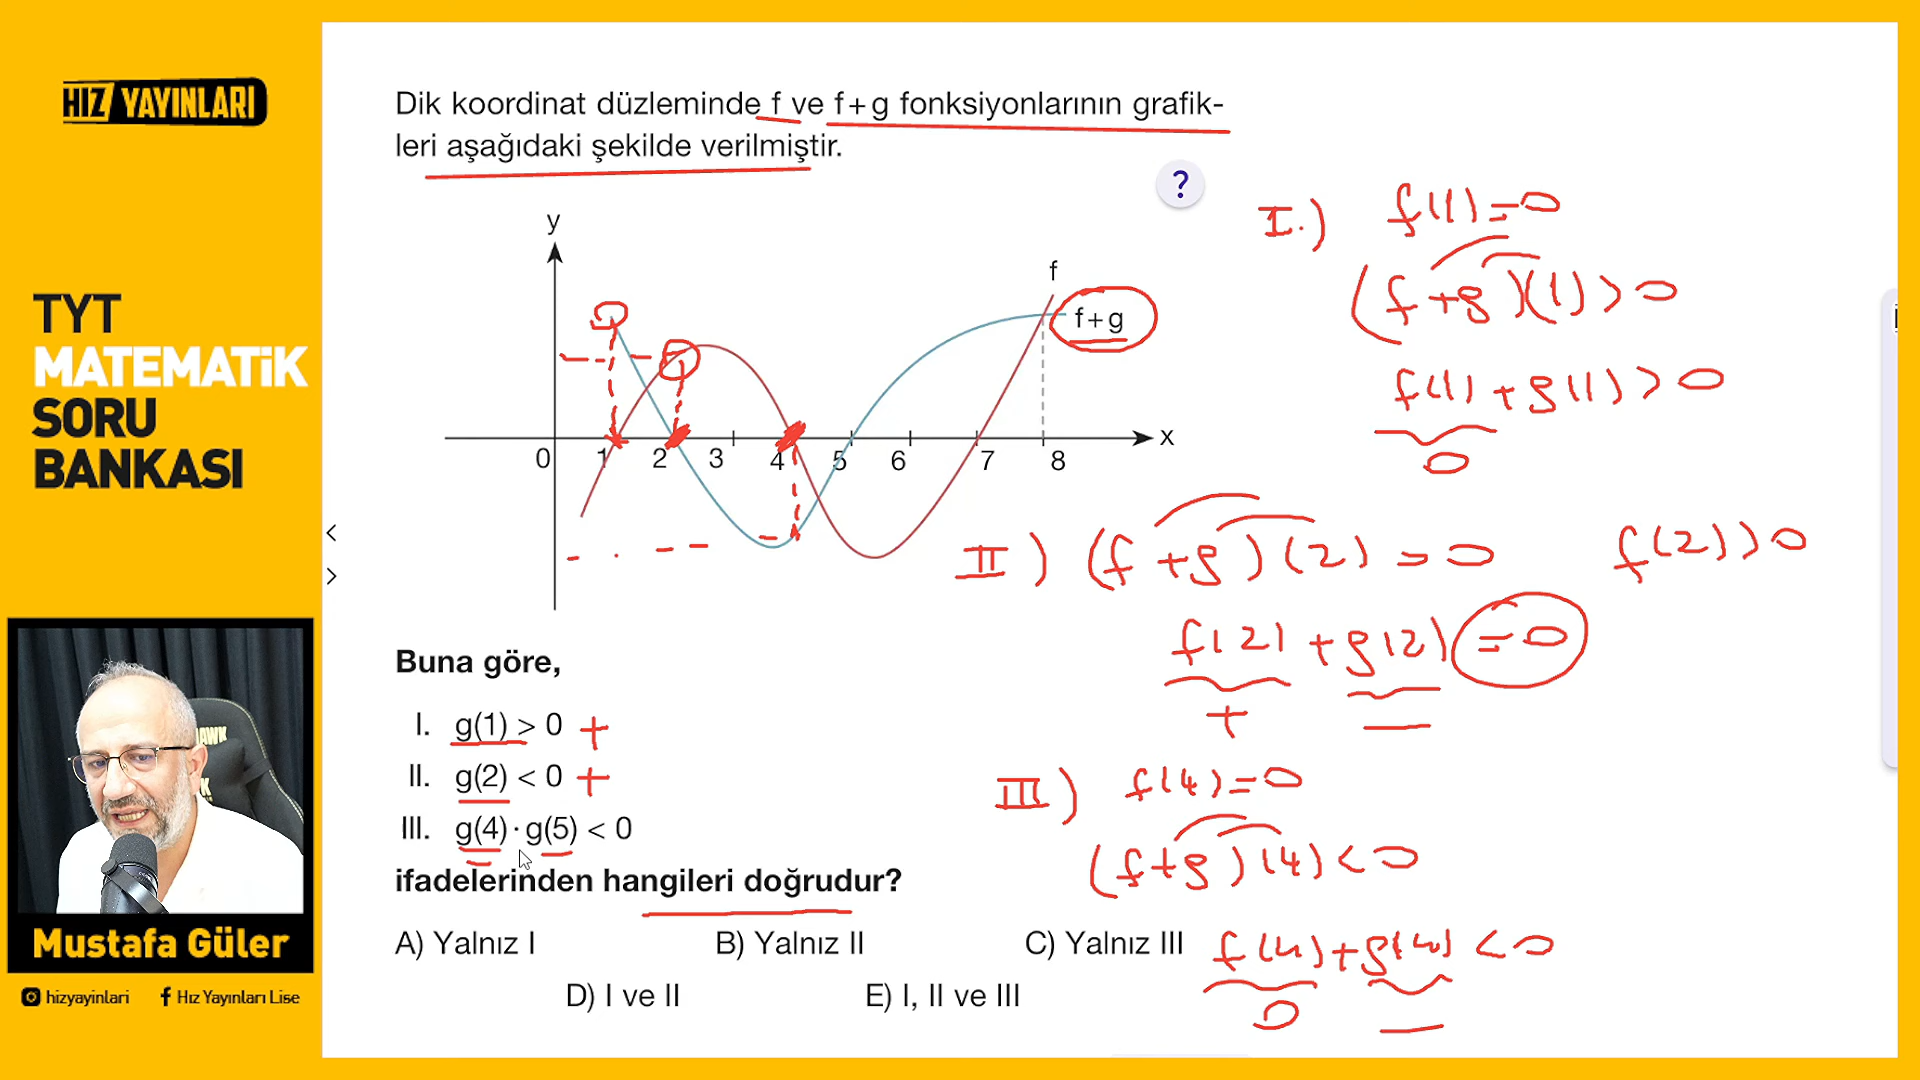 HIZ YAYINLARI
TYT
MATEMATİK
SORU
BANKASI
Mustafa Güler
hizyayinlari
Hız Yayınları Lise
Dik koordinat düzleminde f ve f+g fonksiyonlarının grafik-
leri aşağıdaki şekilde verilmiştir.
?
y
f
f+g
x
0 1 2 3 4 5 6 7 8
Buna göre,
I. g(1) > 0 +
II. g(2) < 0 +
III. g(4)·g(5) < 0
ifadelerinden hangileri doğrudur?
A) Yalnız I B) Yalnız II C) Yalnız III
D) I ve II E) I, II ve III
I.) f(1)=0
(f+g)(1)>0
f(1)+g(1)>0
0
II) (f+g)(2)=0 f(2)>0
f(2)+g(2)=0
+ −
III) f(4)=0
(f+g)(4)<0
f(4)+g(4)<0
0 −